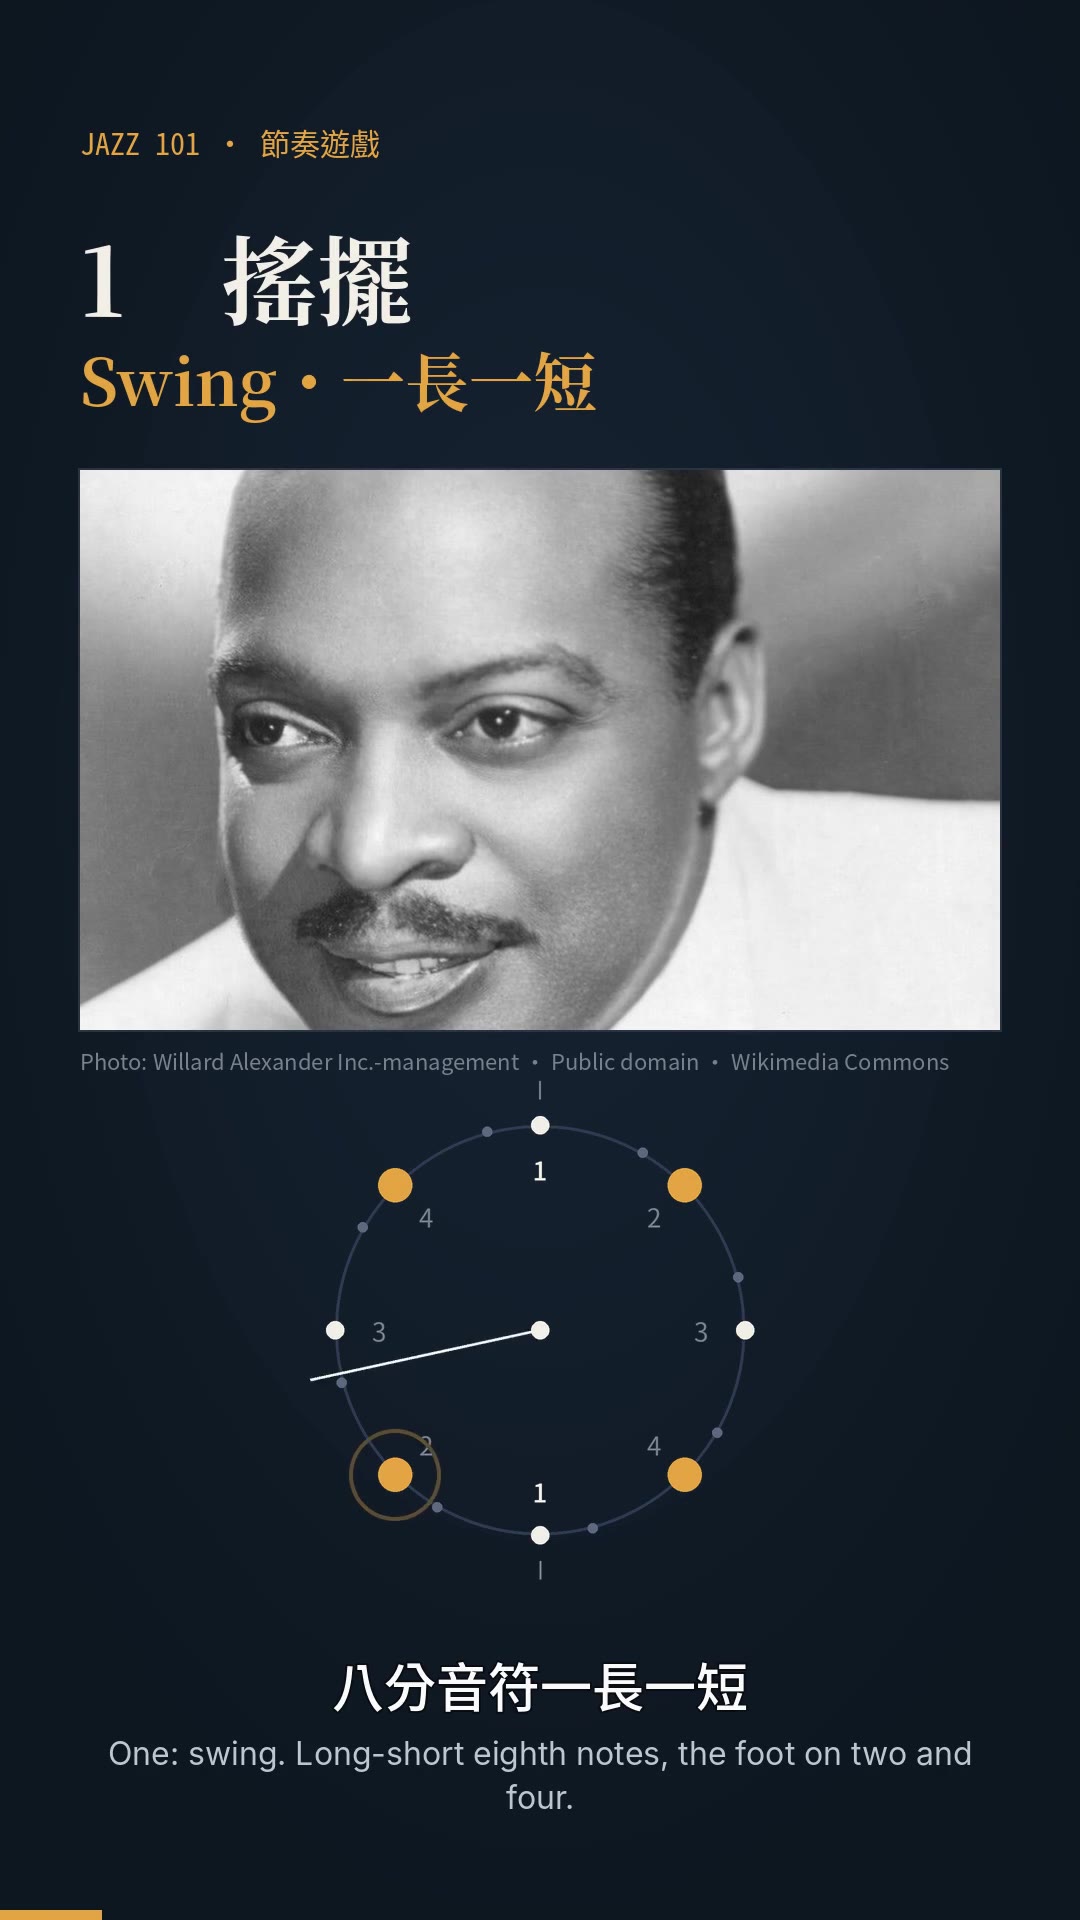 JAZZ 101 • 節奏遊戲
1 搖擺
Swing • 一長一短
Photo: Willard Alexander Inc.-management • Public domain • Wikimedia Commons
1
4
2
3
3
2
4
1
八分音符一長一短
One: swing. Long-short eighth notes, the foot on two and
four.